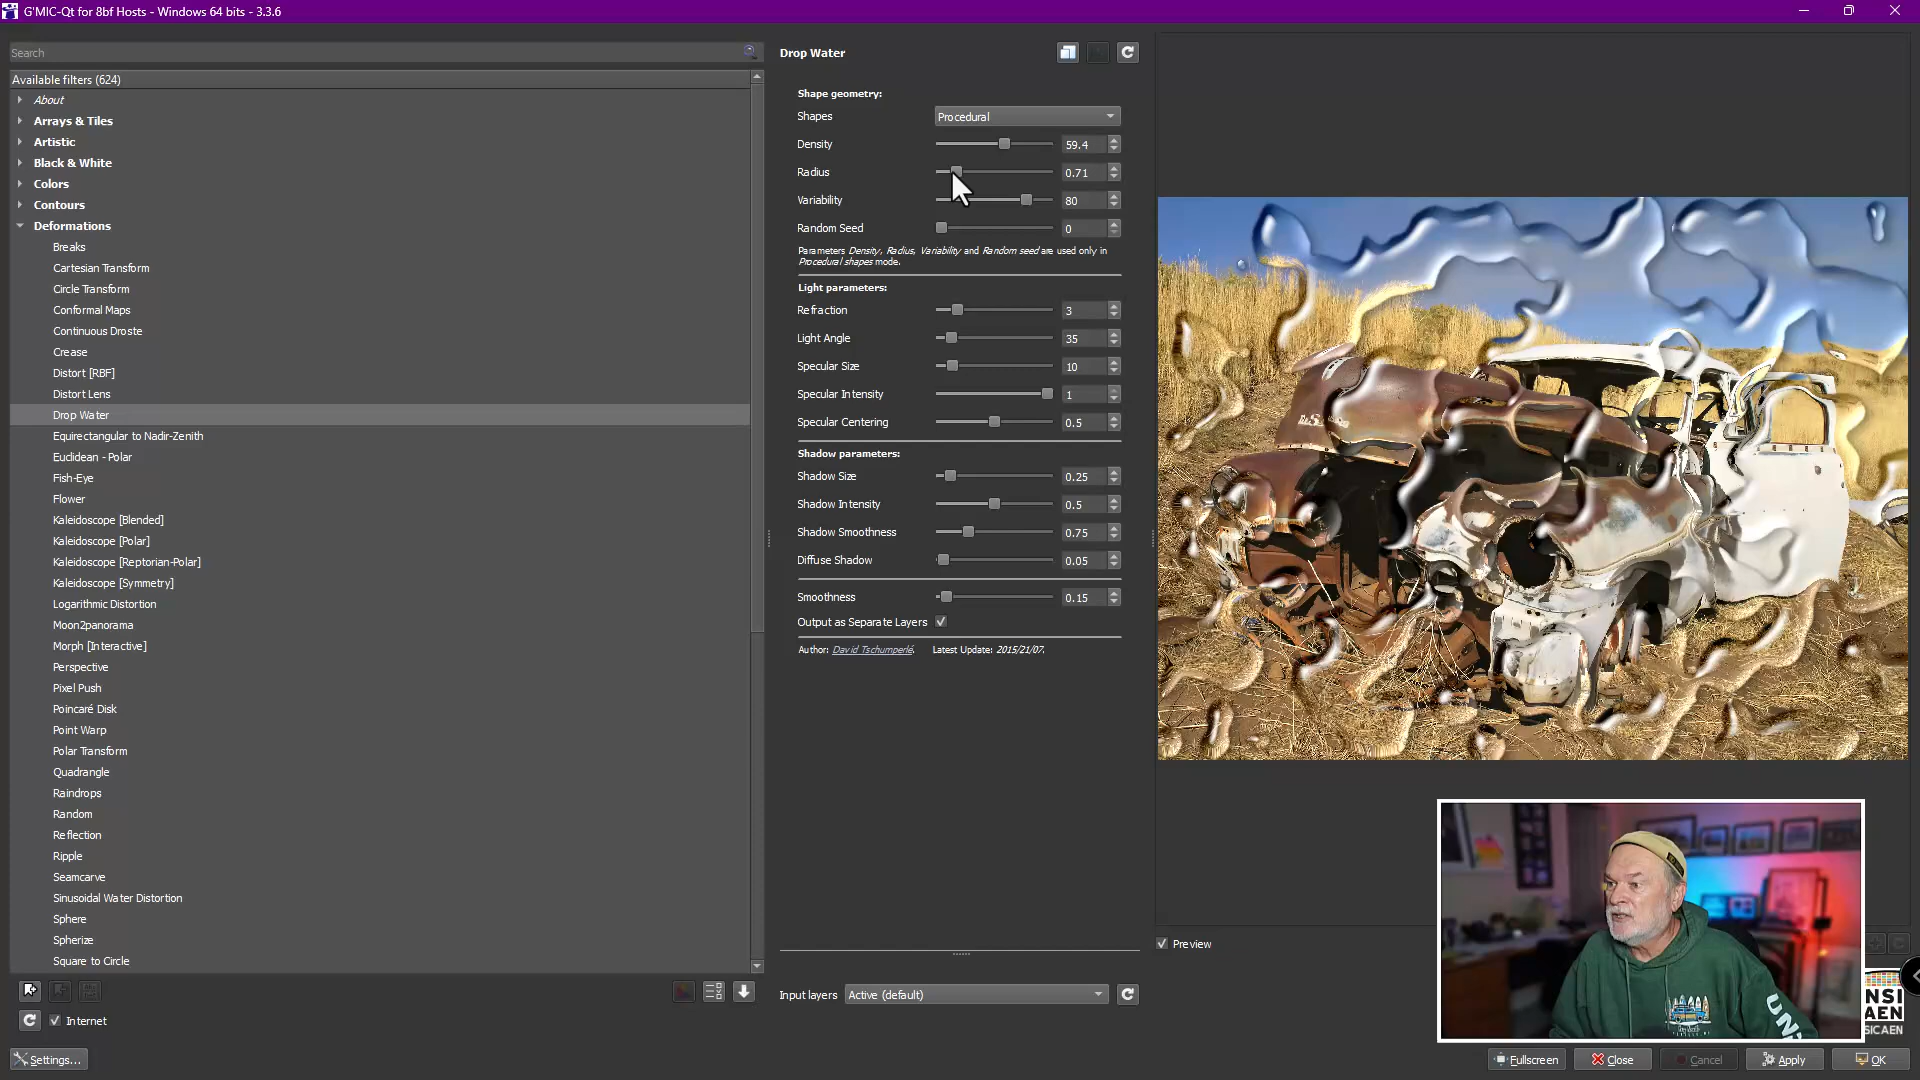 G'MIC-Qt for 8bf Hosts - Windows 64 bits - 3.3.6
Search
Available filters (624)
About
Arrays & Tiles
Artistic
Black & White
Colors
Contours
Deformations
Breaks
Cartesian Transform
Circle Transform
Conformal Maps
Continuous Droste
Crease
Distort [RBF]
Distort Lens
Drop Water
Equirectangular to Nadir-Zenith
Euclidean - Polar
Fish-Eye
Flower
Kaleidoscope [Blended]
Kaleidoscope [Polar]
Kaleidoscope [Reptorian-Polar]
Kaleidoscope [Symmetry]
Logarithmic Distortion
Moon2panorama
Morph [Interactive]
Perspective
Pixel Push
Poincaré Disk
Point Warp
Polar Transform
Quadrangle
Raindrops
Random
Reflection
Ripple
Seamcarve
Sinusoidal Water Distortion
Sphere
Spherize
Square to Circle
Internet
Settings...
Drop Water
Shape geometry:
Shapes Procedural
Density 59.4
Radius 0.71
Variability 80
Random Seed 0
Parameters Density, Radius, Variability and Random seed are used only in
Procedural shapes mode.
Light parameters:
Refraction 3
Light Angle 35
Specular Size 10
Specular Intensity 1
Specular Centering 0.5
Shadow parameters:
Shadow Size 0.25
Shadow Intensity 0.5
Shadow Smoothness 0.75
Diffuse Shadow 0.05
Smoothness 0.15
Output as Separate Layers
Author: David Tschumperlé. Latest Update: 2015/21/07.
Input layers Active (default)
Preview
NSI
AEN
SICAEN
Fullscreen Close Cancel Apply OK